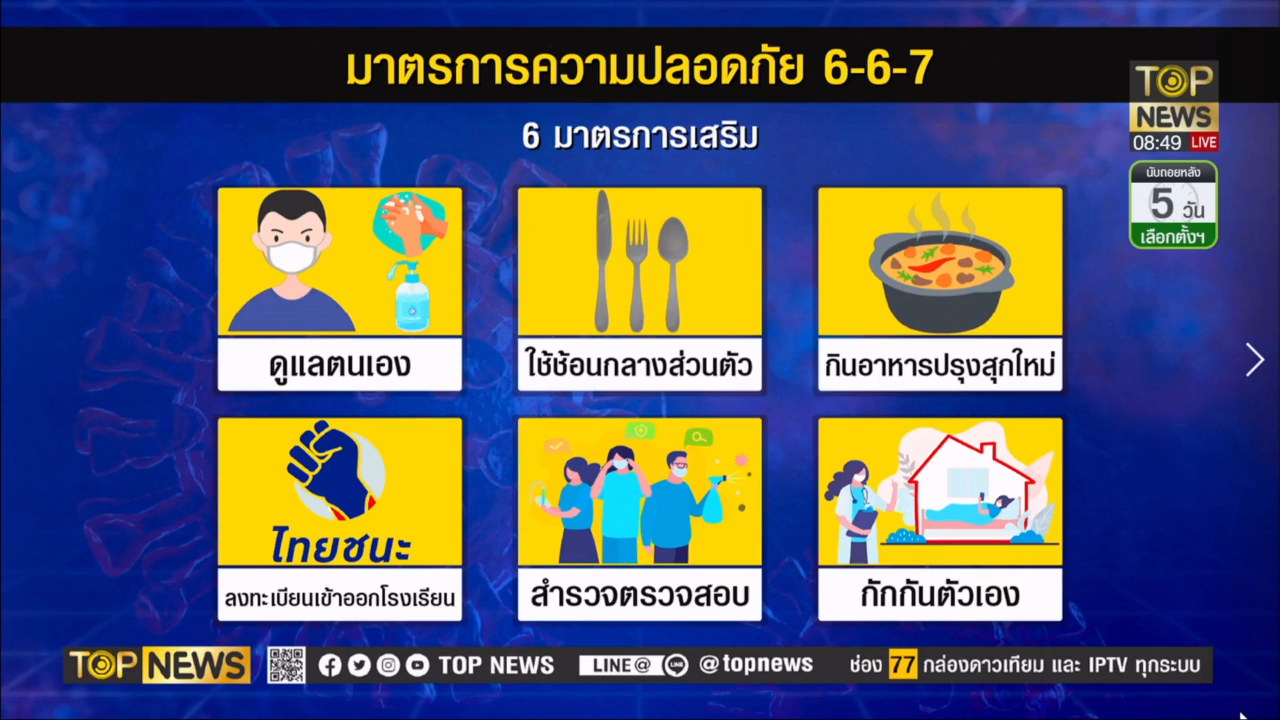 มาตรการความปลอดภัย 6-6-7
TOP
NEWS
08:49 LIVE
6 มาตรการเสริม
นับถอยหลัง
5 วัน
เลือกตั้งฯ
ดูแลตนเอง
ใช้ช้อนกลางส่วนตัว
กินอาหารปรุงสุกใหม่
ไทยชนะ
ลงทะเบียนเข้าออกโรงเรียน
สำรวจตรวจสอบ
กักกันตัวเอง
TOP NEWS
TOP NEWS
LINE@
LINE
@topnews
ช่อง 77 กล่องดาวเทียม และ IPTV ทุกระบบ